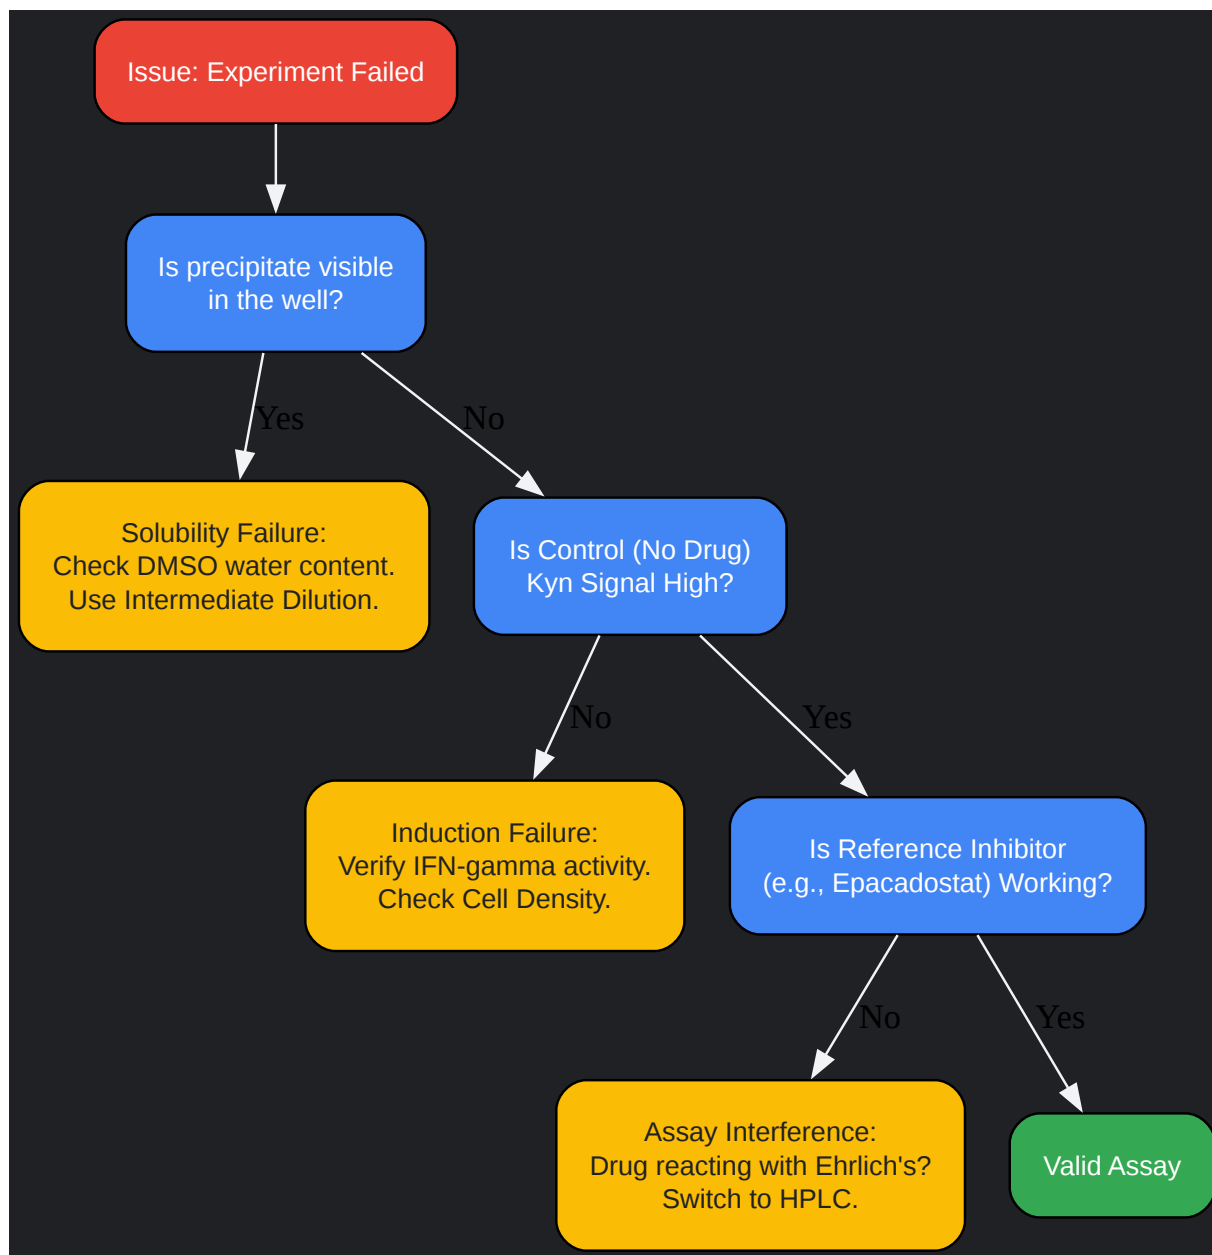 Issue: Experiment Failed
Is precipitate visible
in the well?
Yes
No
Solubility Failure:
Check DMSO water content.
Use Intermediate Dilution.
Is Control (No Drug)
Kyn Signal High?
No
Yes
Induction Failure:
Verify IFN-gamma activity.
Check Cell Density.
Is Reference Inhibitor
(e.g., Epacadostat) Working?
No
Yes
Assay Interference:
Drug reacting with Ehrlich's?
Switch to HPLC.
Valid Assay